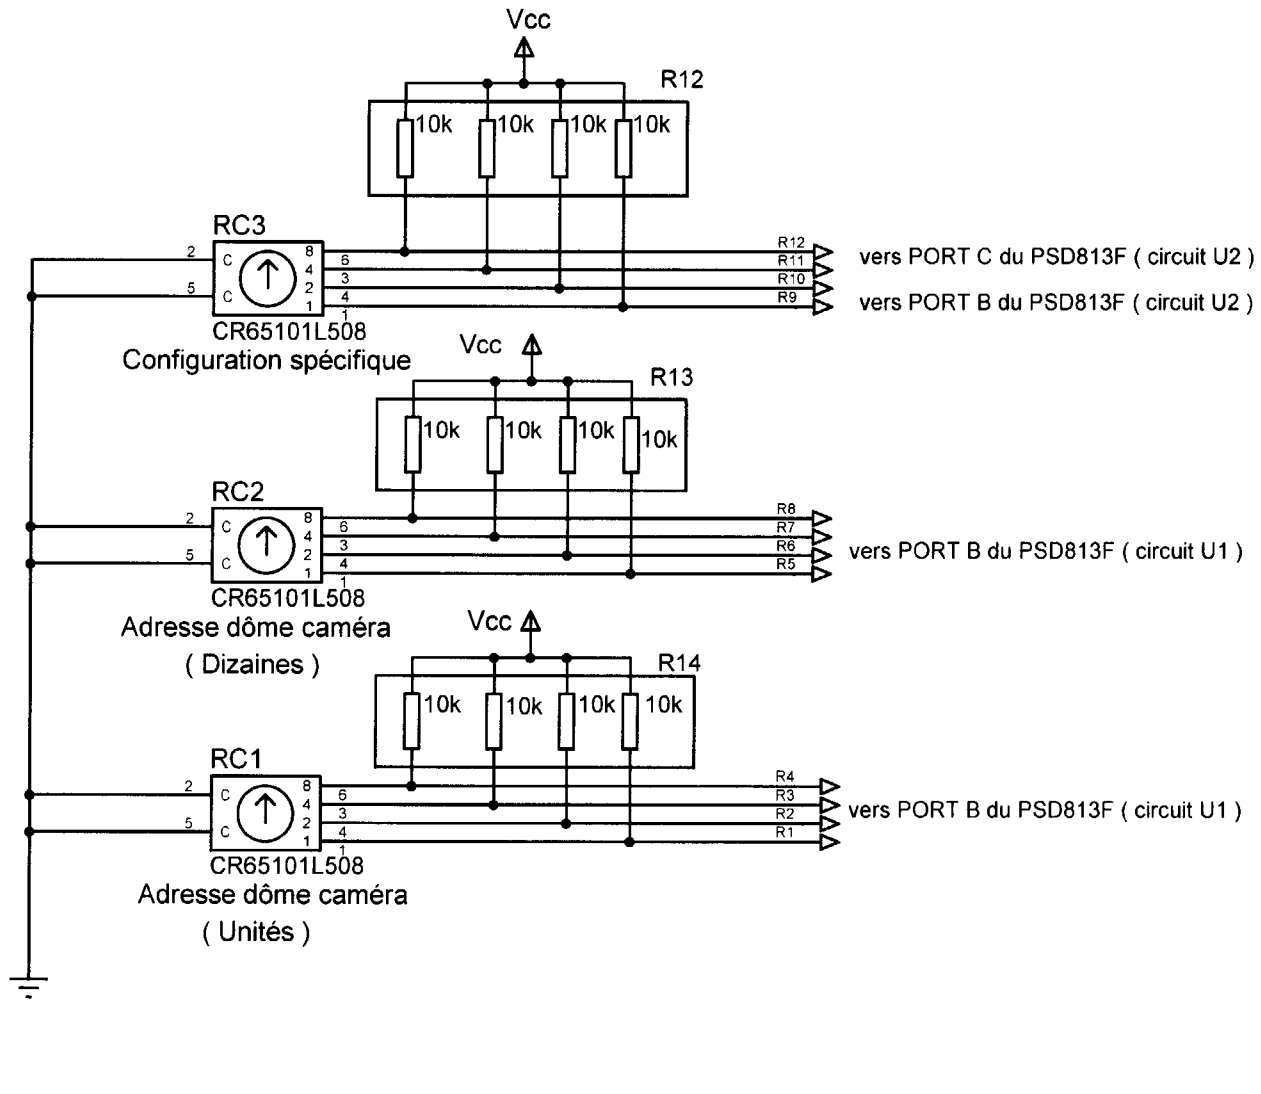 Vcc
R12
10k 10k 10k 10k
RC3
2 C 8 6 R12
4 3 R11
5 C 2 4 R10
1 1 R9
vers PORT C du PSD813F ( circuit U2 )
vers PORT B du PSD813F ( circuit U2 )
CR65101L508
Configuration spécifique
Vcc
R13
10k 10k 10k 10k
RC2
2 C 8 6 R8
4 3 R7
5 C 2 4 R6
1 1 R5
vers PORT B du PSD813F ( circuit U1 )
CR65101L508
Adresse dôme caméra
( Dizaines )
Vcc
R14
10k 10k 10k 10k
RC1
2 C 8 6 R4
4 3 R3
5 C 2 4 R2
1 1 R1
vers PORT B du PSD813F ( circuit U1 )
CR65101L508
Adresse dôme caméra
( Unités )